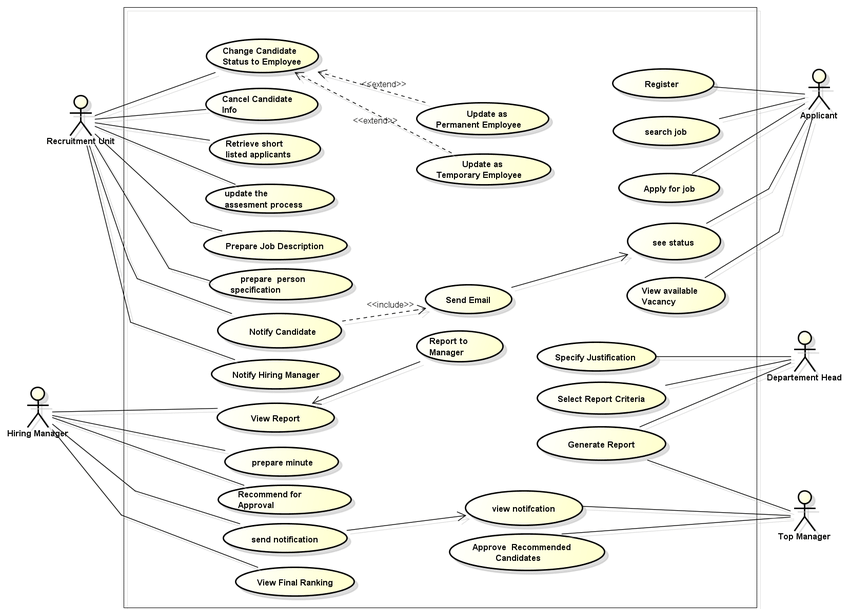 Change Candidate
Status to Employee
<<extend>>
Register
Cancel Candidate
Info
Update as
Permanent Employee
Applicant
<<extend>>
search job
Recruitment Unit
Retrieve short
listed applicants
Update as
Temporary Employee
Apply for job
update the
assesment process
Prepare Job Description
see status
prepare person
specification
Send Email
View available
Vacancy
<<include>>
Notify Candidate
Report to
Manager
Specify Justification
Notify Hiring Manager
Departement Head
Select Report Criteria
View Report
Hiring Manager
Generate Report
prepare minute
Recommend for
Approval
view notifcation
send notification
Top Manager
Approve Recommended
Candidates
View Final Ranking